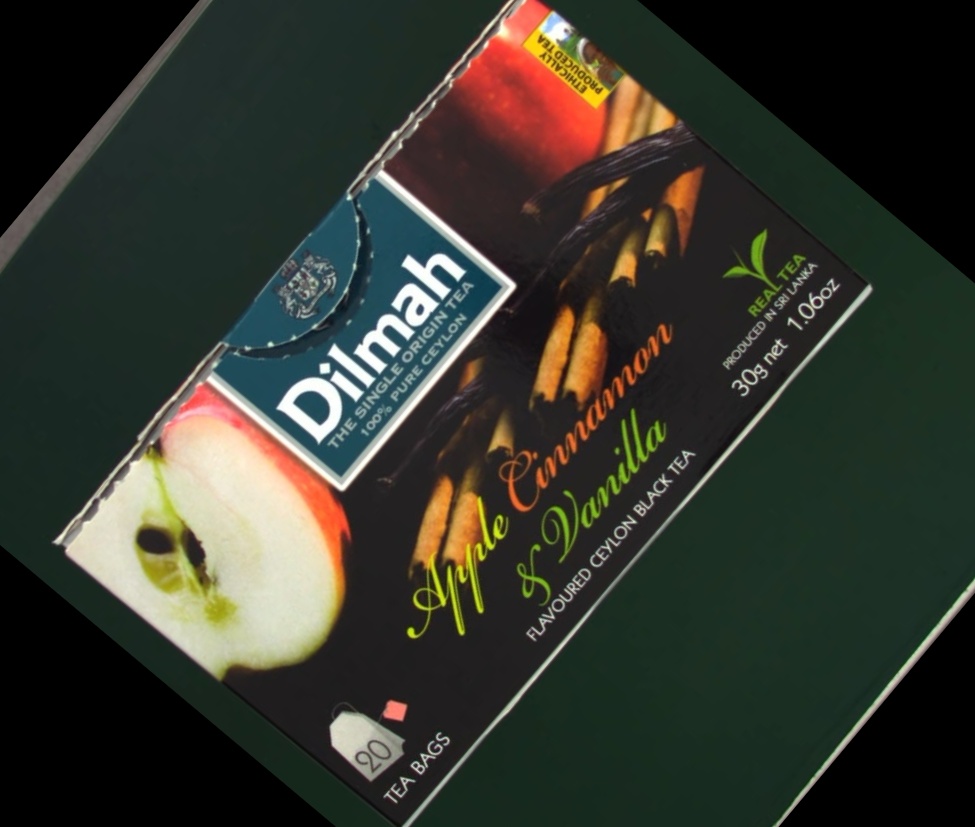 ETHICALLY
PRODUCED TEA
Dilmah
THE SINGLE ORIGIN TEA
100% PURE CEYLON
REAL TEA
PRODUCED IN SRI LANKA
30g net 1.06oz
Apple Cinnamon
& Vanilla
FLAVOURED CEYLON BLACK TEA
20
TEA BAGS